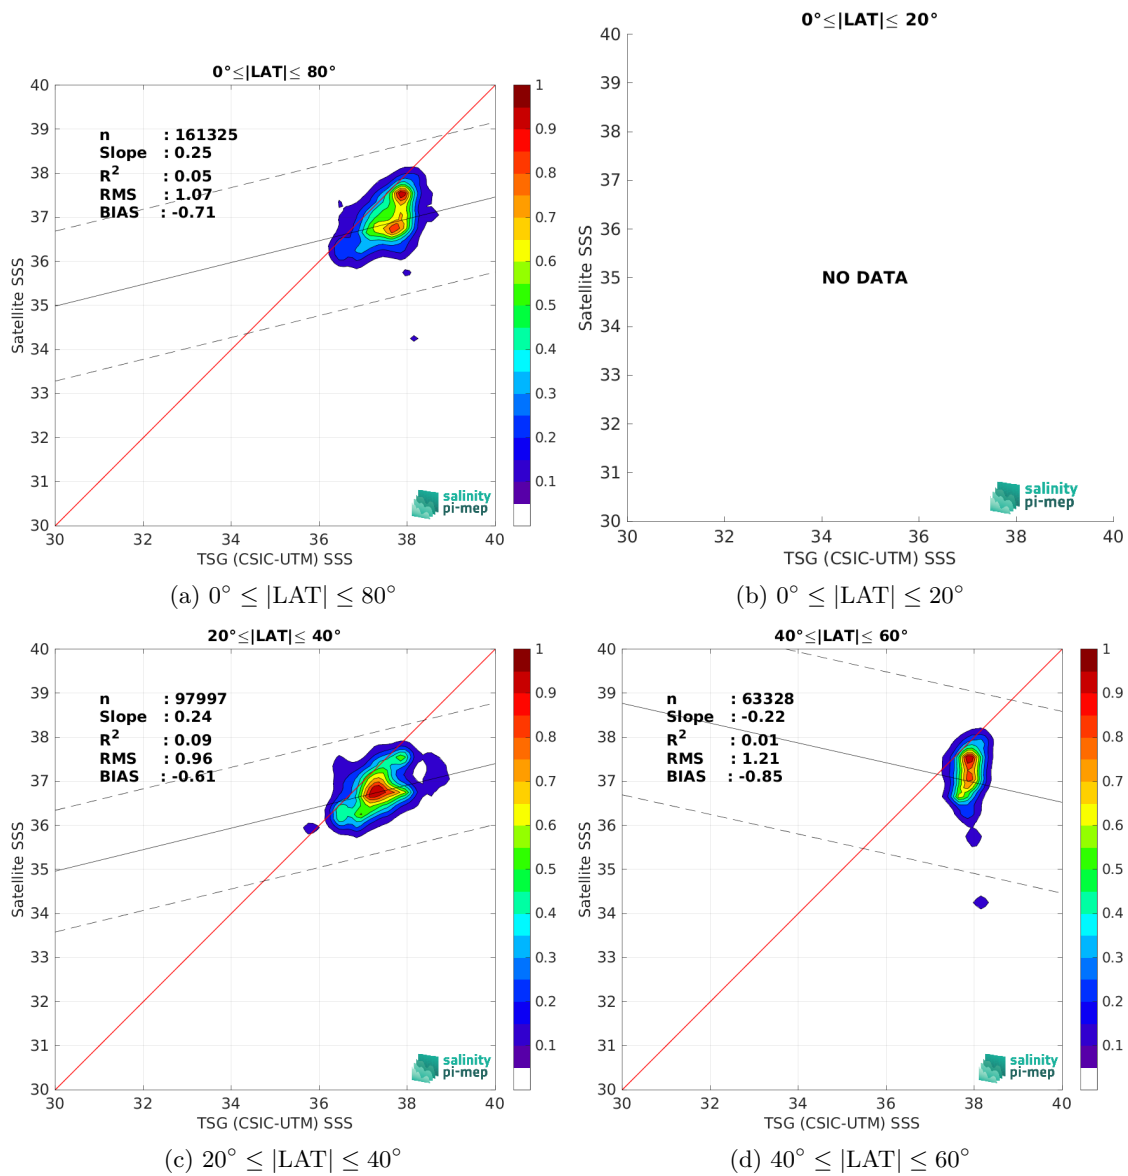 0°≤|LAT|≤ 80°
40
39
38
37
36
35
34
33
32
31
30
Satellite SSS
n : 161325
Slope : 0.25
R² : 0.05
RMS : 1.07
BIAS : -0.71
salinity
pi-mep
30 32 34 36 38 40
TSG (CSIC-UTM) SSS
1
0.9
0.8
0.7
0.6
0.5
0.4
0.3
0.2
0.1
(a) 0° ≤ |LAT| ≤ 80°
0°≤|LAT|≤ 20°
40
39
38
37
36
35
34
33
32
31
30
Satellite SSS
NO DATA
salinity
pi-mep
30 32 34 36 38 40
TSG (CSIC-UTM) SSS
(b) 0° ≤ |LAT| ≤ 20°
20°≤|LAT|≤ 40°
40
39
38
37
36
35
34
33
32
31
30
Satellite SSS
n : 97997
Slope : 0.24
R² : 0.09
RMS : 0.96
BIAS : -0.61
salinity
pi-mep
30 32 34 36 38 40
TSG (CSIC-UTM) SSS
1
0.9
0.8
0.7
0.6
0.5
0.4
0.3
0.2
0.1
(c) 20° ≤ |LAT| ≤ 40°
40°≤|LAT|≤ 60°
40
39
38
37
36
35
34
33
32
31
30
Satellite SSS
n : 63328
Slope : -0.22
R² : 0.01
RMS : 1.21
BIAS : -0.85
salinity
pi-mep
30 32 34 36 38 40
TSG (CSIC-UTM) SSS
1
0.9
0.8
0.7
0.6
0.5
0.4
0.3
0.2
0.1
(d) 40° ≤ |LAT| ≤ 60°